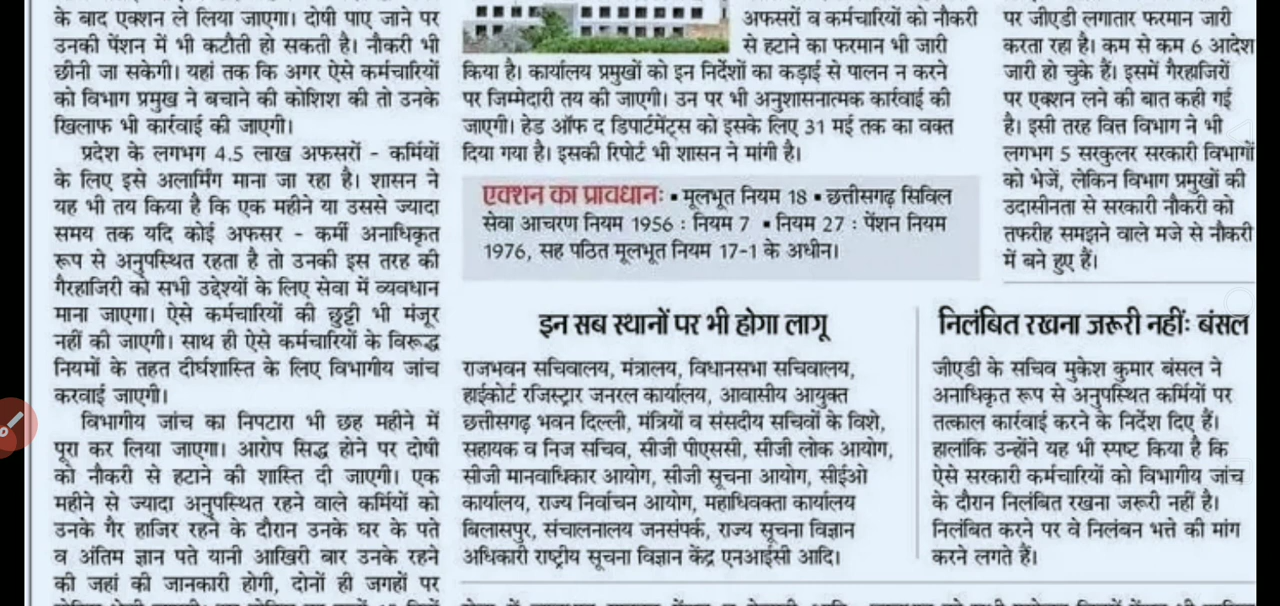 के बाद एक्शन ले लिया जाएगा। दोषी पाए जाने पर
उनकी पेंशन में भी कटौती हो सकती है। नौकरी भी
छीनी जा सकेगी। यहां तक कि अगर ऐसे कर्मचारियों
को विभाग प्रमुख ने बचाने की कोशिश की तो उनके
खिलाफ भी कार्रवाई की जाएगी।
प्रदेश के लगभग 4.5 लाख अफसरों - कर्मियों
के लिए इसे अलार्मिंग माना जा रहा है। शासन ने
यह भी तय किया है कि एक महीने या उससे ज्यादा
समय तक यदि कोई अफसर - कर्मी अनाधिकृत
रूप से अनुपस्थित रहता है तो उनकी इस तरह की
गैरहाजिरी को सभी उद्देश्यों के लिए सेवा में व्यवधान
माना जाएगा। ऐसे कर्मचारियों की छुट्टी भी मंजूर
नहीं की जाएगी। साथ ही ऐसे कर्मचारियों के विरूद्ध
नियमों के तहत दीर्घशास्ति के लिए विभागीय जांच
करवाई जाएगी।
विभागीय जांच का निपटारा भी छह महीने में
पूरा कर लिया जाएगा। आरोप सिद्ध होने पर दोषी
को नौकरी से हटाने की शास्ति दी जाएगी। एक
महीने से ज्यादा अनुपस्थित रहने वाले कर्मियों को
उनके गैर हाजिर रहने के दौरान उनके घर के पते
व अंतिम ज्ञान पते यानी आखिरी बार उनके रहने
की जहां की जानकारी होगी, दोनों ही जगहों पर
अफसरों व कर्मचारियों को नौकरी
से हटाने का फरमान भी जारी
किया है। कार्यालय प्रमुखों को इन निर्देशों का कड़ाई से पालन न करने
पर जिम्मेदारी तय की जाएगी। उन पर भी अनुशासनात्मक कार्रवाई की
जाएगी। हेड ऑफ द डिपार्टमेंट्स को इसके लिए 31 मई तक का वक्त
दिया गया है। इसकी रिपोर्ट भी शासन ने मांगी है।
एक्शन का प्रावधानः ▪ मूलभूत नियम 18 ▪ छत्तीसगढ़ सिविल
सेवा आचरण नियम 1956 : नियम 7 ▪ नियम 27 : पेंशन नियम
1976, सह पठित मूलभूत नियम 17-1 के अधीन।
पर जीएडी लगातार फरमान जारी
करता रहा है। कम से कम 6 आदेश
जारी हो चुके हैं। इसमें गैरहाजिरों
पर एक्शन लेने की बात कही गई
है। इसी तरह वित्त विभाग ने भी
लगभग 5 सरकुलर सरकारी विभागों
को भेजें, लेकिन विभाग प्रमुखों की
उदासीनता से सरकारी नौकरी को
तफरीह समझने वाले मजे से नौकरी
में बने हुए हैं।
इन सब स्थानों पर भी होगा लागू
राजभवन सचिवालय, मंत्रालय, विधानसभा सचिवालय,
हाईकोर्ट रजिस्ट्रार जनरल कार्यालय, आवासीय आयुक्त
छत्तीसगढ़ भवन दिल्ली, मंत्रियों व संसदीय सचिवों के विशे,
सहायक व निज सचिव, सीजी पीएससी, सीजी लोक आयोग,
सीजी मानवाधिकार आयोग, सीजी सूचना आयोग, सीईओ
कार्यालय, राज्य निर्वाचन आयोग, महाधिवक्ता कार्यालय
बिलासपुर, संचालनालय जनसंपर्क, राज्य सूचना विज्ञान
अधिकारी राष्ट्रीय सूचना विज्ञान केंद्र एनआईसी आदि।
निलंबित रखना जरूरी नहींः बंसल
जीएडी के सचिव मुकेश कुमार बंसल ने
अनाधिकृत रूप से अनुपस्थित कर्मियों पर
तत्काल कार्रवाई करने के निर्देश दिए हैं।
हालांकि उन्होंने यह भी स्पष्ट किया है कि
ऐसे सरकारी कर्मचारियों को विभागीय जांच
के दौरान निलंबित रखना जरूरी नहीं है।
निलंबित करने पर वे निलंबन भत्ते की मांग
करने लगते हैं।